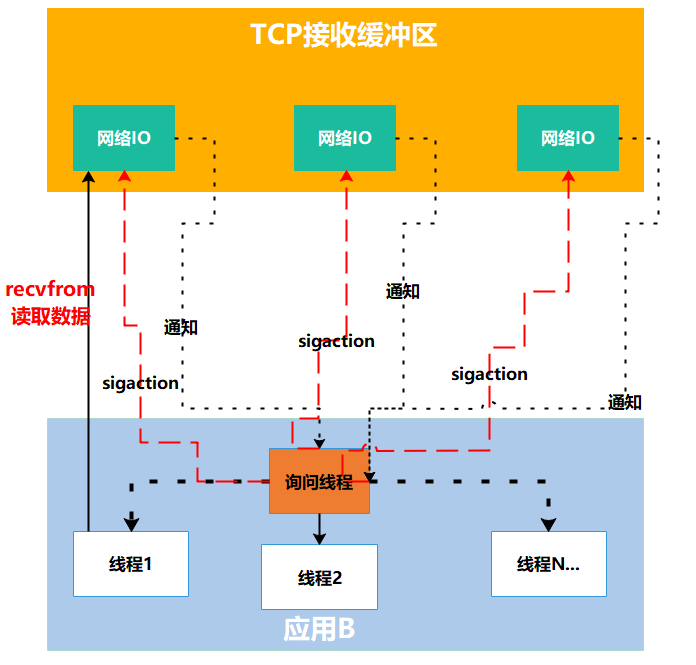 TCP接收缓冲区
网络IO
网络IO
网络IO
recvfrom
读取数据
通知
通知
通知
sigaction
sigaction
sigaction
询问线程
线程1
线程2
线程N...
应用B